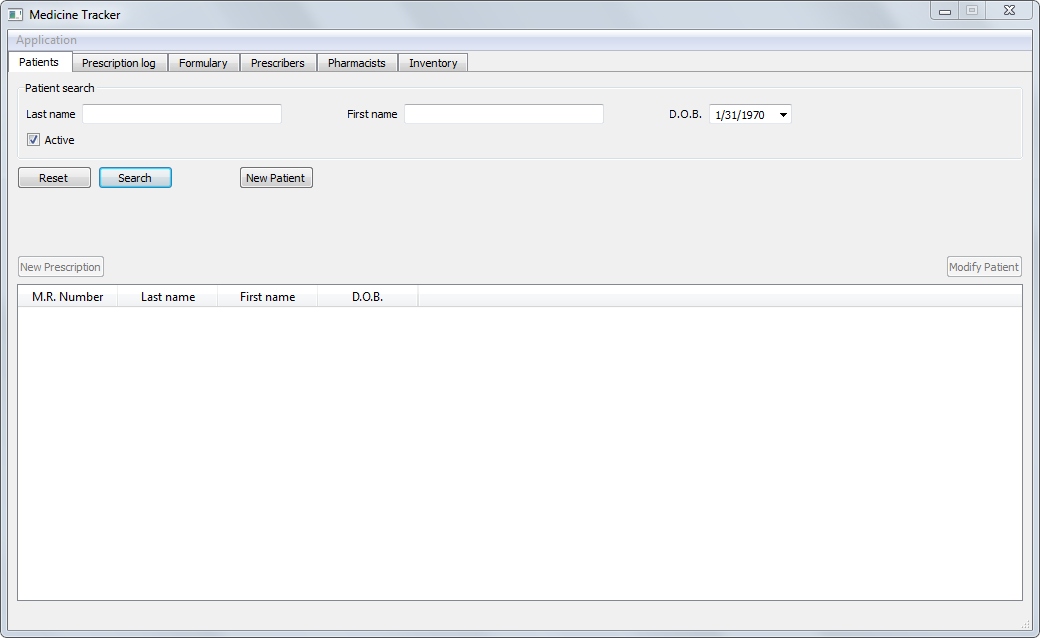 Medicine Tracker
Application
Patients Prescription log Formulary Prescribers Pharmacists Inventory
Patient search
Last name First name D.O.B. 1/31/1970
Active
Reset Search New Patient
New Prescription Modify Patient
M.R. Number Last name First name D.O.B.